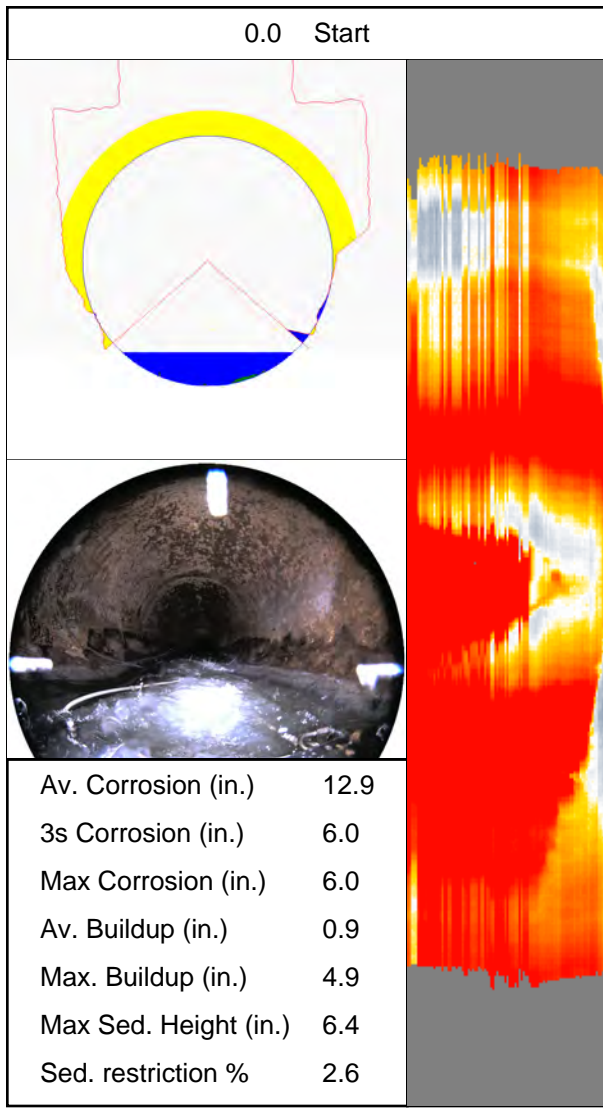 0.0 Start
Av. Corrosion (in.) 12.9
3s Corrosion (in.) 6.0
Max Corrosion (in.) 6.0
Av. Buildup (in.) 0.9
Max. Buildup (in.) 4.9
Max Sed. Height (in.) 6.4
Sed. restriction % 2.6